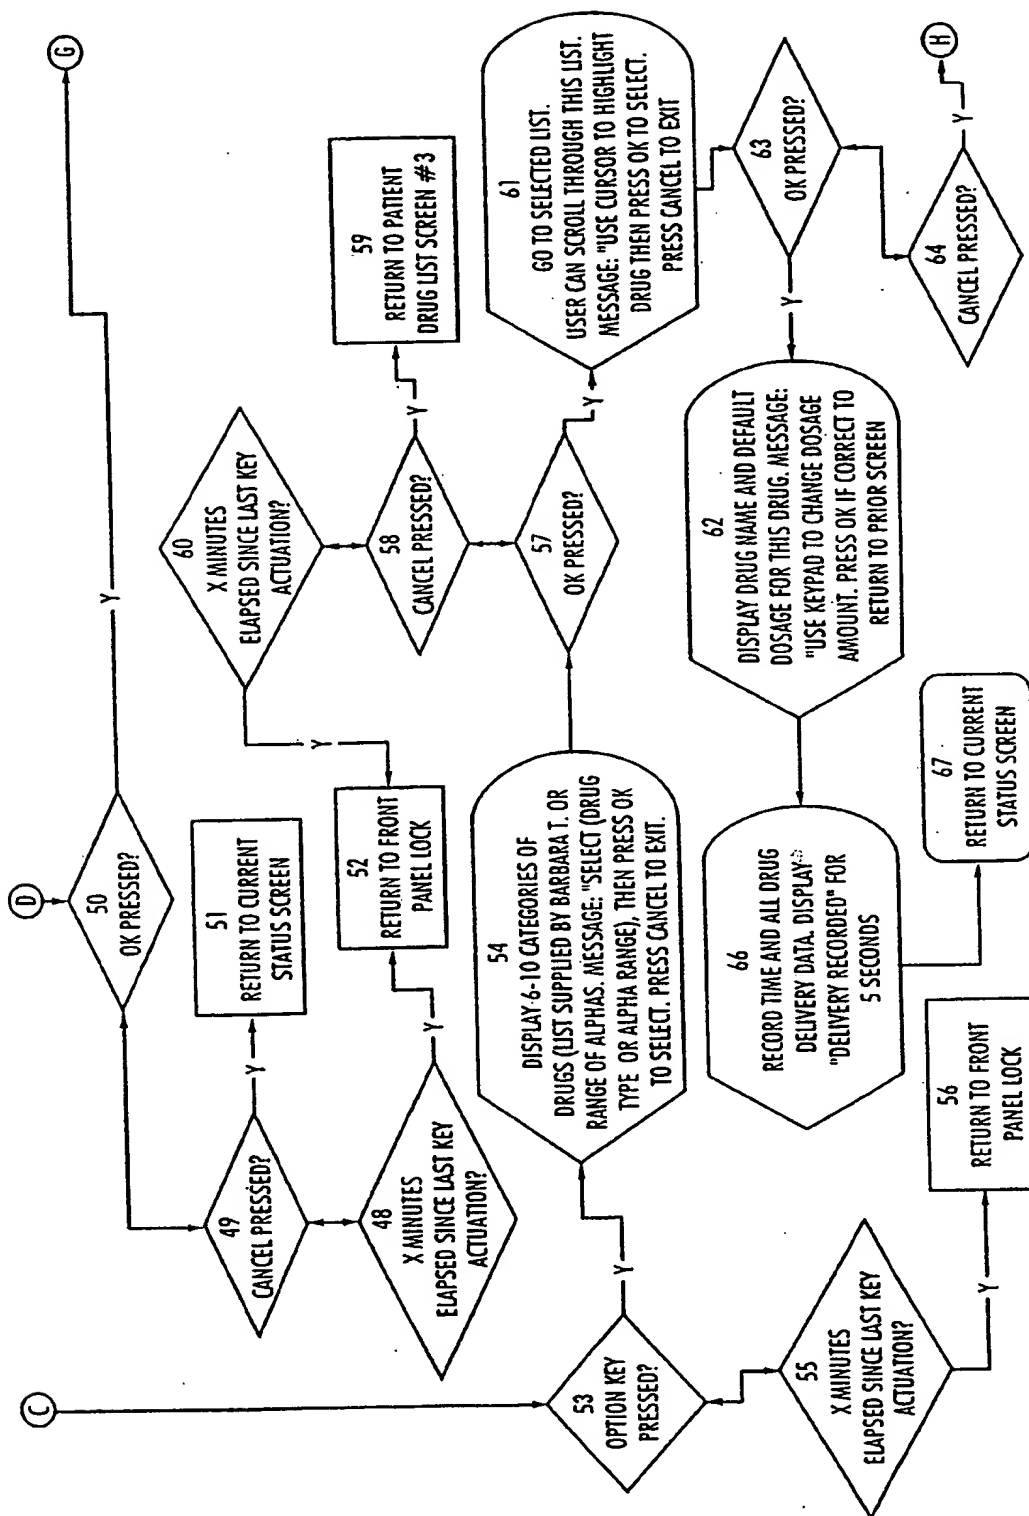 G
Y
D
50
OK PRESSED?
51
RETURN TO CURRENT
STATUS SCREEN
Y
49
CANCEL PRESSED?
48
X MINUTES
ELAPSED SINCE LAST KEY
ACTUATION?
Y
52
RETURN TO FRONT
PANEL LOCK
Y
60
X MINUTES
ELAPSED SINCE LAST KEY
ACTUATION?
59
RETURN TO PATIENT
DRUG LIST SCREEN #3
Y
58
CANCEL PRESSED?
57
OK PRESSED?
Y
C
53
OPTION KEY
PRESSED?
Y
54
DISPLAY 6-10 CATEGORIES OF
DRUGS (LIST SUPPLIED BY BARBARA T. OR
RANGE OF ALPHAS. MESSAGE: "SELECT (DRUG
TYPE OR ALPHA RANGE), THEN PRESS OK
TO SELECT. PRESS CANCEL TO EXIT.
61
GO TO SELECTED LIST.
USER CAN SCROLL THROUGH THIS LIST.
MESSAGE: "USE CURSOR TO HIGHLIGHT
DRUG THEN PRESS OK TO SELECT.
PRESS CANCEL TO EXIT
63
OK PRESSED?
Y
62
DISPLAY DRUG NAME AND DEFAULT
DOSAGE FOR THIS DRUG. MESSAGE:
"USE KEYPAD TO CHANGE DOSAGE
AMOUNT. PRESS OK IF CORRECT TO
RETURN TO PRIOR SCREEN
64
CANCEL PRESSED?
Y
H
66
RECORD TIME AND ALL DRUG
DELIVERY DATA. DISPLAY
"DELIVERY RECORDED" FOR
5 SECONDS
67
RETURN TO CURRENT
STATUS SCREEN
55
X MINUTES
ELAPSED SINCE LAST KEY
ACTUATION?
Y
56
RETURN TO FRONT
PANEL LOCK